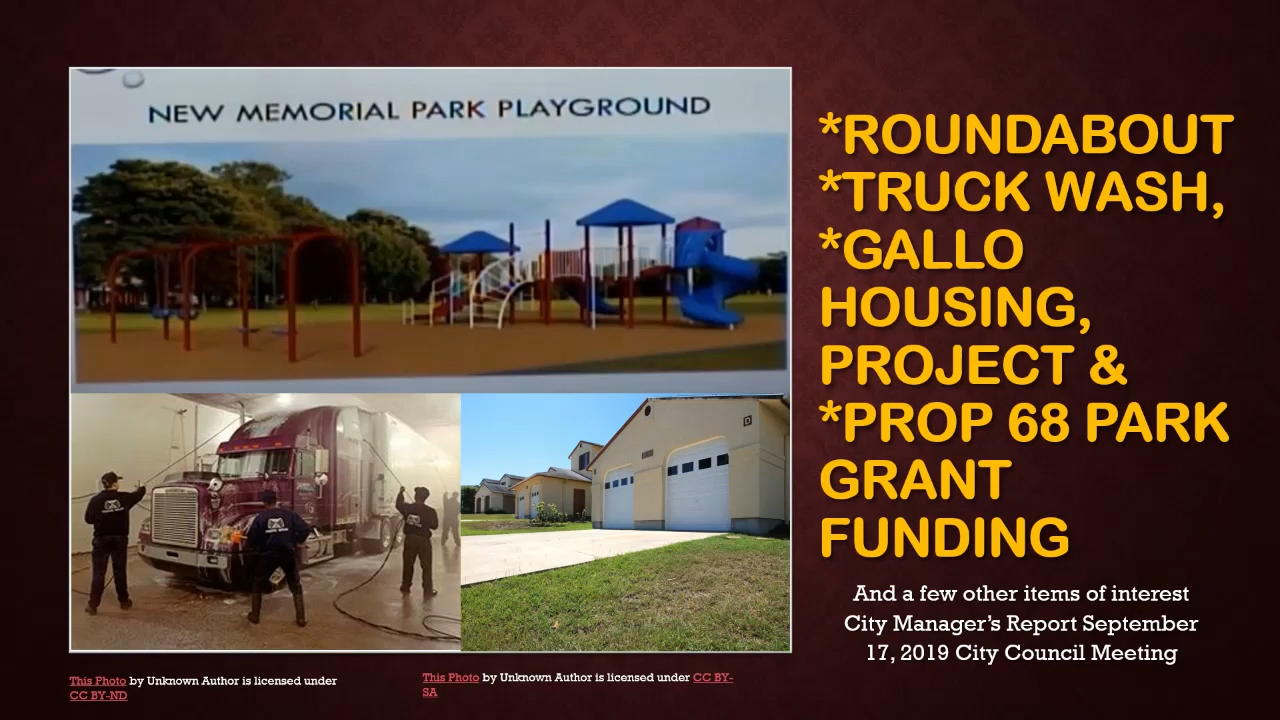 NEW MEMORIAL PARK PLAYGROUND
*ROUNDABOUT
*TRUCK WASH,
*GALLO
HOUSING,
PROJECT &
*PROP 68 PARK
GRANT
FUNDING
And a few other items of interest
City Manager’s Report September
17, 2019 City Council Meeting
This Photo by Unknown Author is licensed under
CC BY-ND
This Photo by Unknown Author is licensed under CC BY-
SA